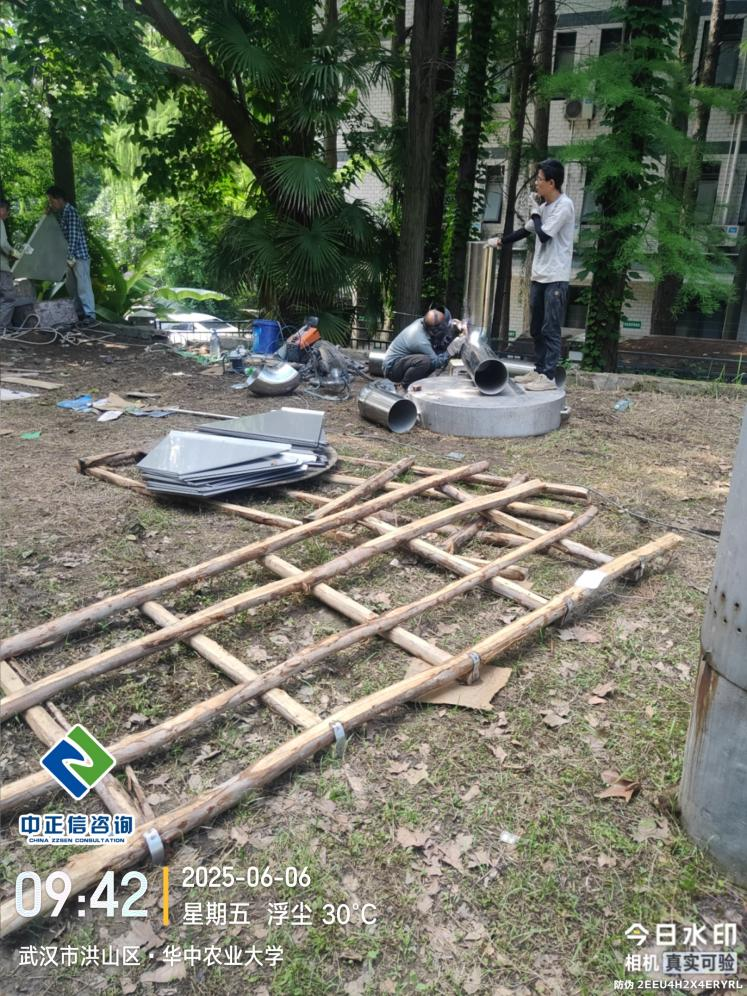 中正信咨询
CHINA ZZSEN CONSULTATION
09:42
2025-06-06
星期五 浮尘 30°C
武汉市洪山区·华中农业大学
今日水印
相机 真实可验
防伪 2EEU4H2X4ERYRL